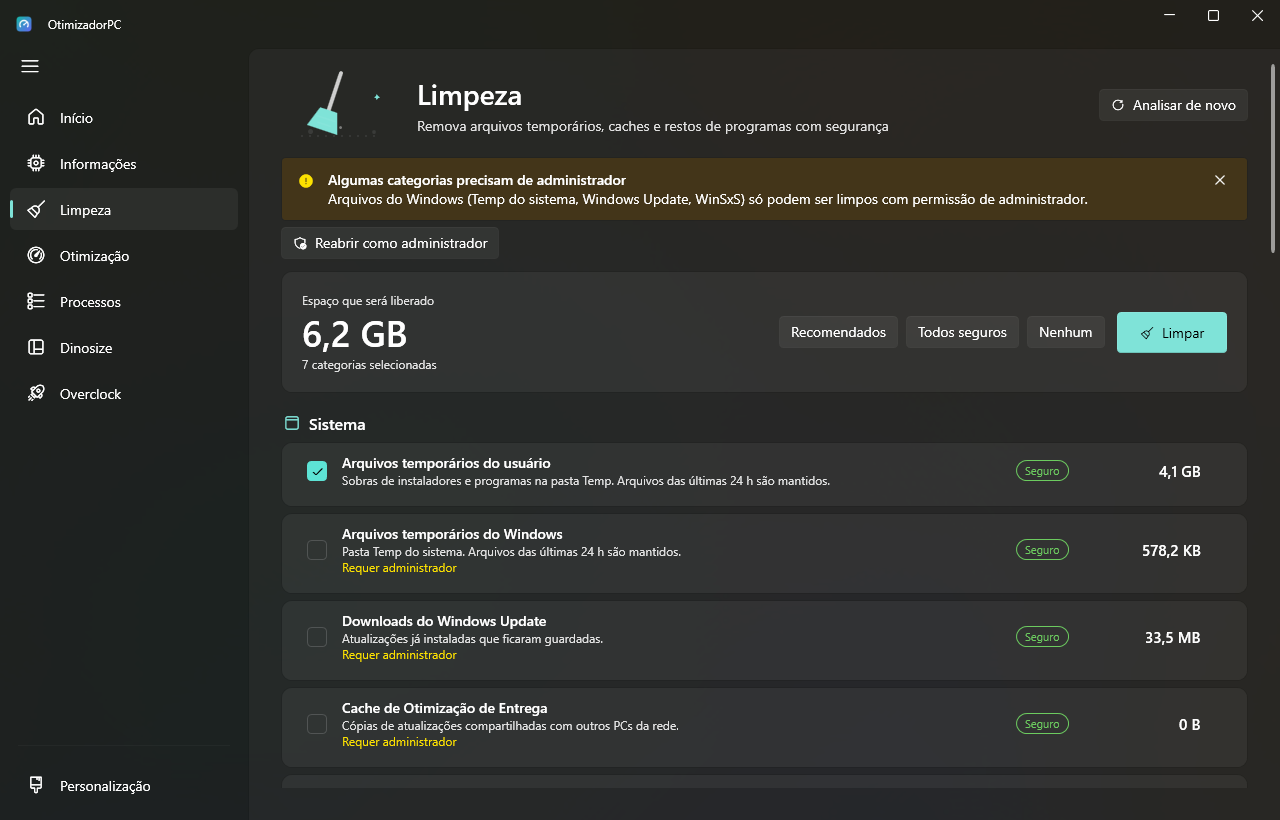 OtimizadorPC
Início
Informações
Limpeza
Otimização
Processos
Dinosize
Overclock
Personalização
Limpeza
Remova arquivos temporários, caches e restos de programas com segurança
Analisar de novo
Algumas categorias precisam de administrador
Arquivos do Windows (Temp do sistema, Windows Update, WinSxS) só podem ser limpos com permissão de administrador.
Reabrir como administrador
Espaço que será liberado
6,2 GB
7 categorias selecionadas
Recomendados
Todos seguros
Nenhum
Limpar
Sistema
Arquivos temporários do usuário
Sobras de instaladores e programas na pasta Temp. Arquivos das últimas 24 h são mantidos.
Seguro
4,1 GB
Arquivos temporários do Windows
Pasta Temp do sistema. Arquivos das últimas 24 h são mantidos.
Requer administrador
Seguro
578,2 KB
Downloads do Windows Update
Atualizações já instaladas que ficaram guardadas.
Requer administrador
Seguro
33,5 MB
Cache de Otimização de Entrega
Cópias de atualizações compartilhadas com outros PCs da rede.
Requer administrador
Seguro
0 B